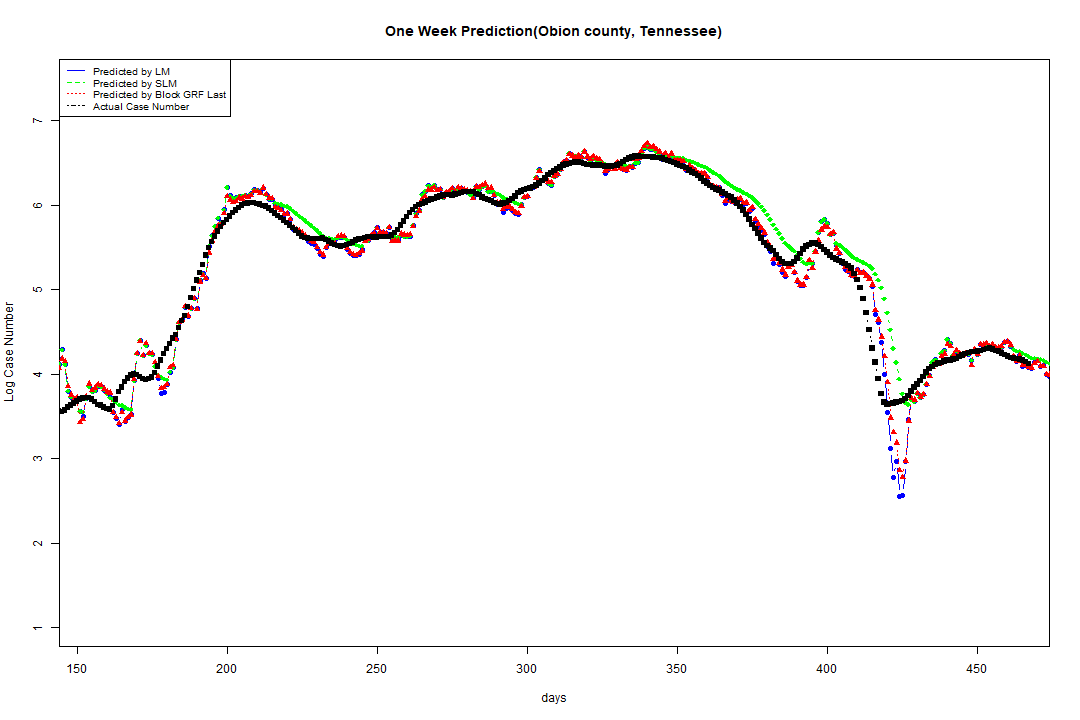 One Week Prediction(Obion county, Tennessee)
Predicted by LM
Predicted by SLM
Predicted by Block GRF Last
Actual Case Number
7
6
5
4
3
2
1
Log Case Number
150 200 250 300 350 400 450
days